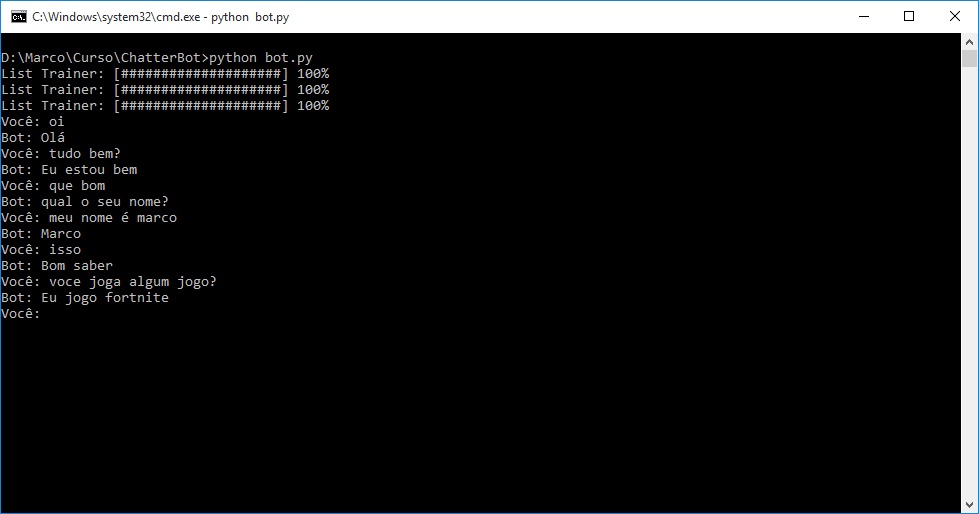 C:\Windows\system32\cmd.exe - python  bot.py
D:\Marco\Curso\ChatterBot>python bot.py
List Trainer: [####################] 100%
List Trainer: [####################] 100%
List Trainer: [####################] 100%
Você: oi
Bot: Olá
Você: tudo bem?
Bot: Eu estou bem
Você: que bom
Bot: qual o seu nome?
Você: meu nome é marco
Bot: Marco
Você: isso
Bot: Bom saber
Você: voce joga algum jogo?
Bot: Eu jogo fortnite
Você: